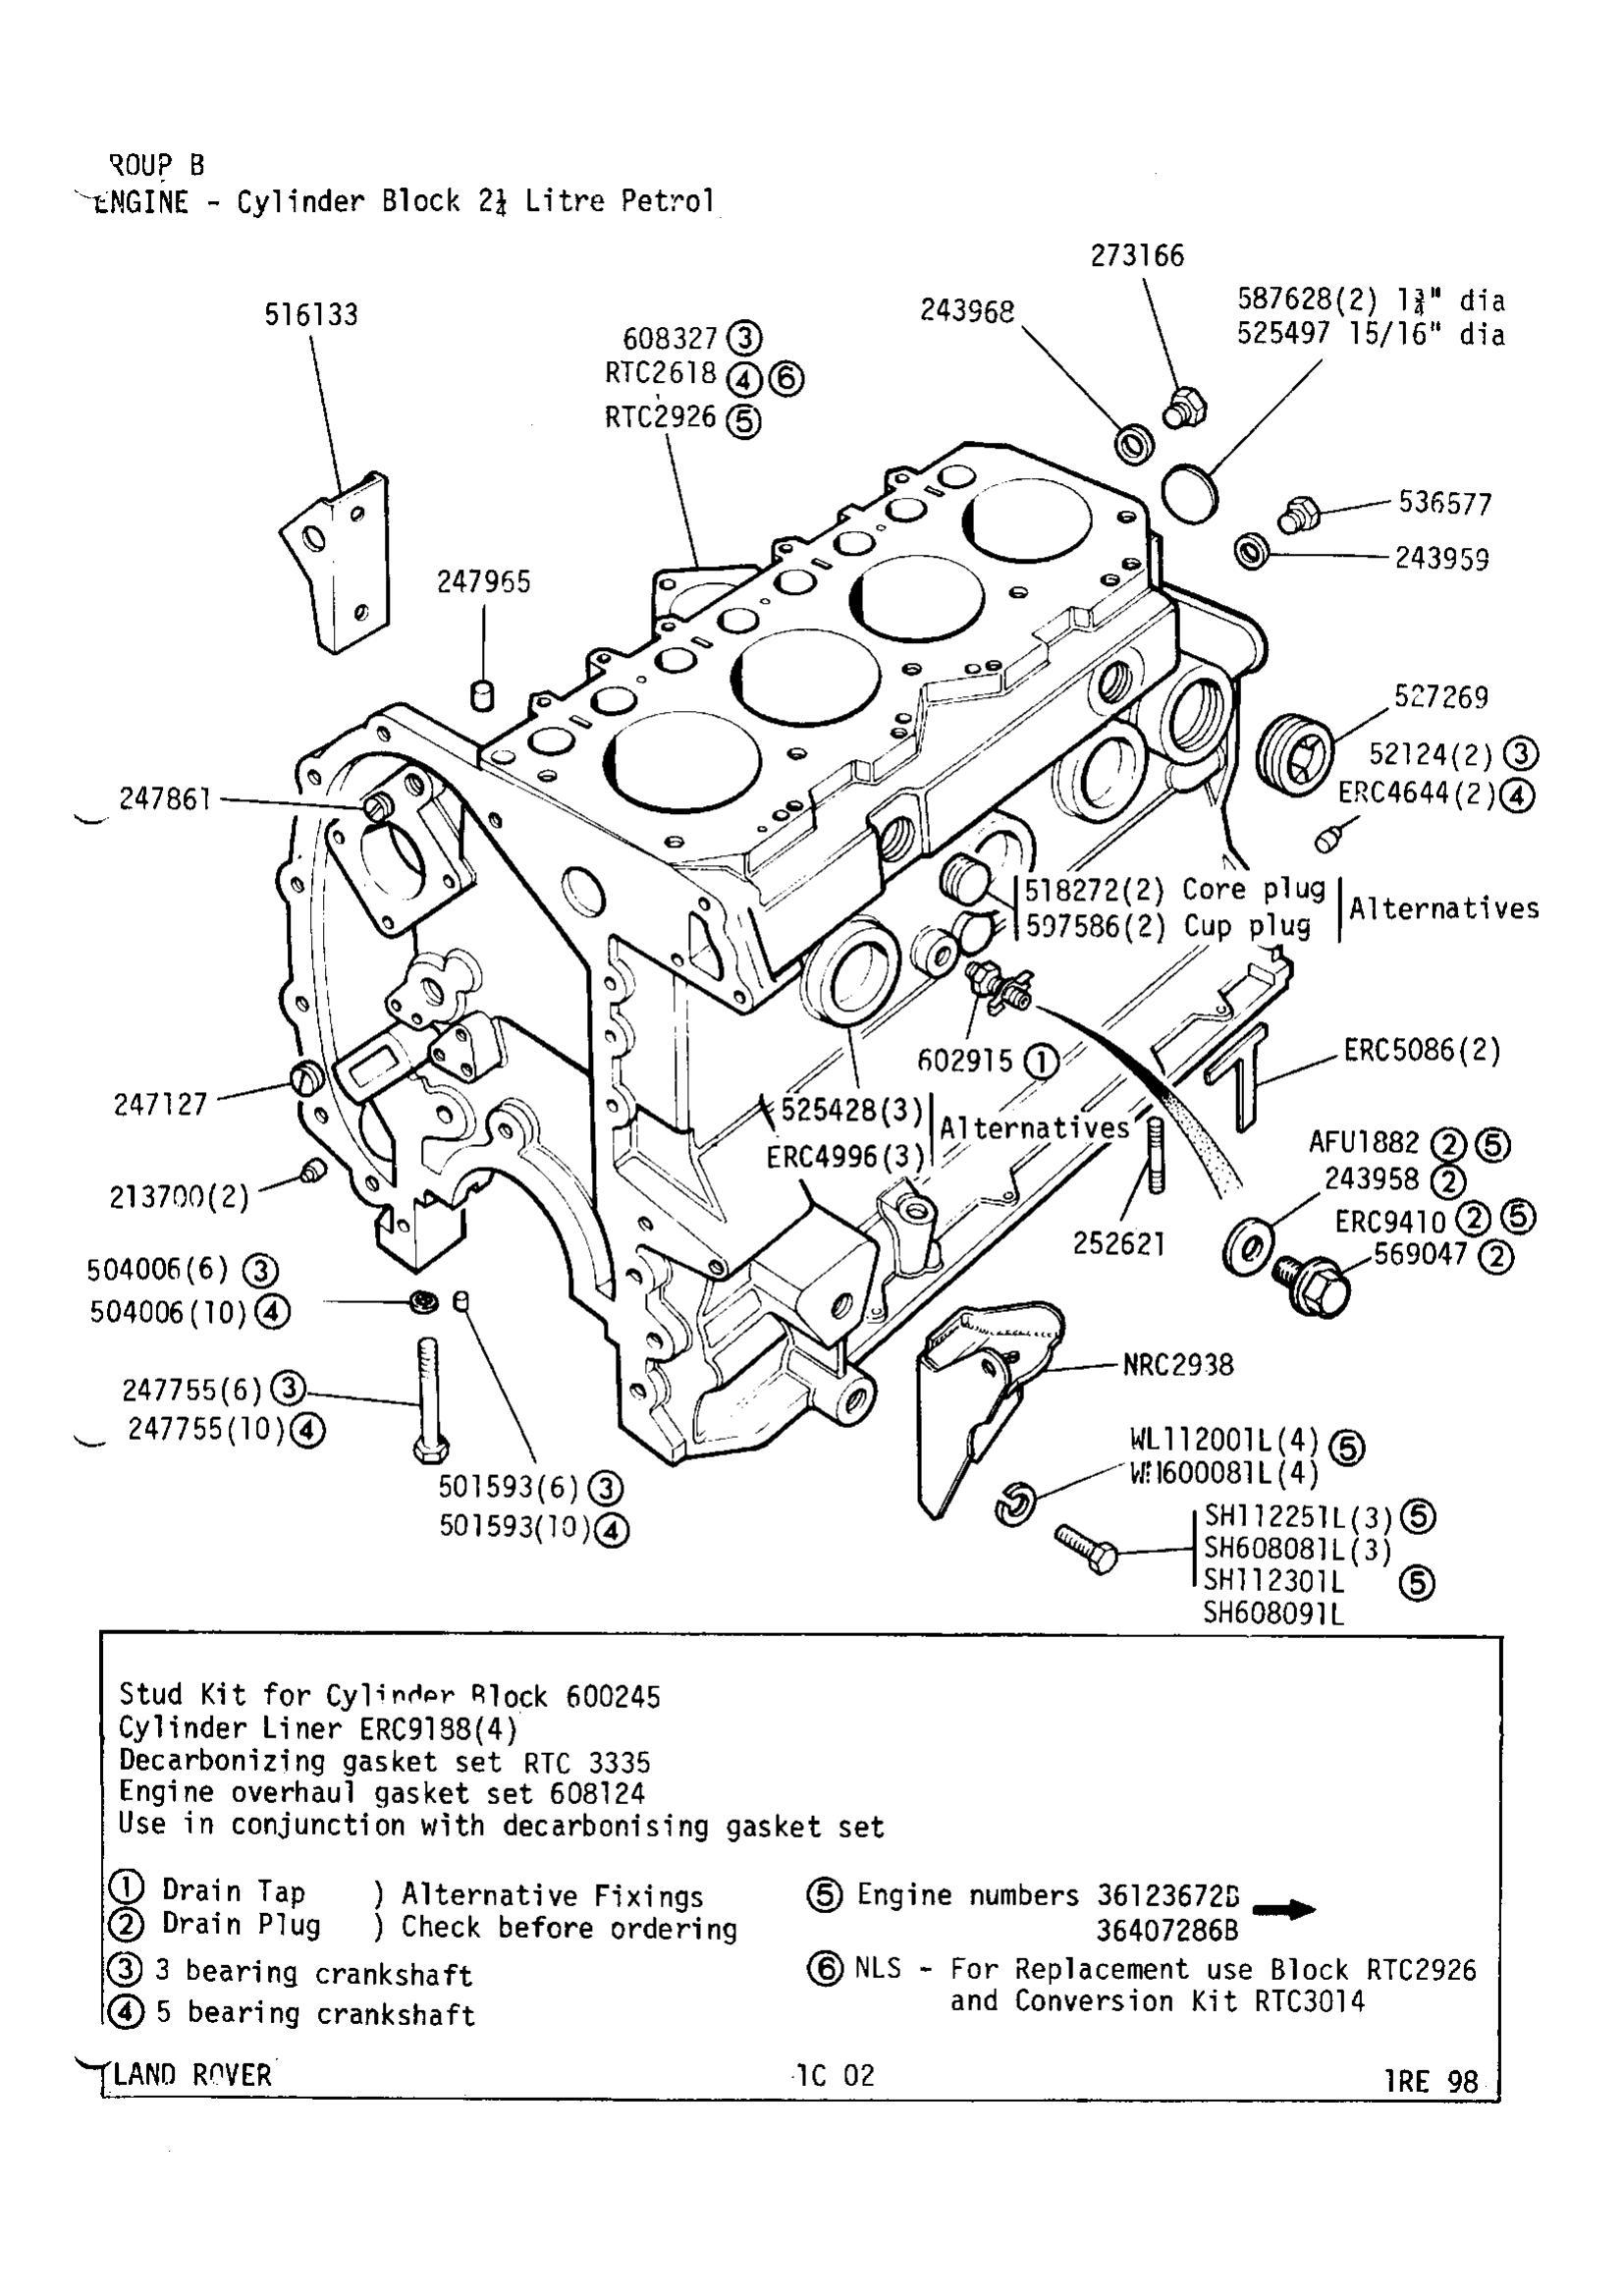 ROUP B
ENGINE - Cylinder Block 2¼ Litre Petrol
273166
516133
243968
587628(2) 1¾" dia
525497 15/16" dia
608327 ③
RTC2618 ④ ⑥
RTC2926 ⑤
536577
243959
247965
527269
52124(2) ③
ERC4644(2) ④
247861
518272(2) Core plug
597586(2) Cup plug
Alternatives
602915 ①
ERC5086(2)
247127
525428(3)
ERC4996(3)
Alternatives
AFU1882 ② ⑤
243958 ②
ERC9410 ② ⑤
569047 ②
213700(2)
252621
504006(6) ③
504006(10) ④
247755(6) ③
247755(10) ④
NRC2938
501593(6) ③
501593(10) ④
WL112001L(4) ⑤
SH112251L(3) ⑤
SH608081L(3)
SH112301L ⑤
SH608091L
Stud Kit for Cylinder Block 600245
Cylinder Liner ERC9188(4)
Decarbonizing gasket set RTC 3335
Engine overhaul gasket set 608124
Use in conjunction with decarbonising gasket set
① Drain Tap ) Alternative Fixings
② Drain Plug ) Check before ordering
③ 3 bearing crankshaft
④ 5 bearing crankshaft
⑤ Engine numbers
36407286B
⑥ NLS - For Replacement use Block RTC2926
and Conversion Kit RTC3014
LAND ROVER
1C 02
1RE 98